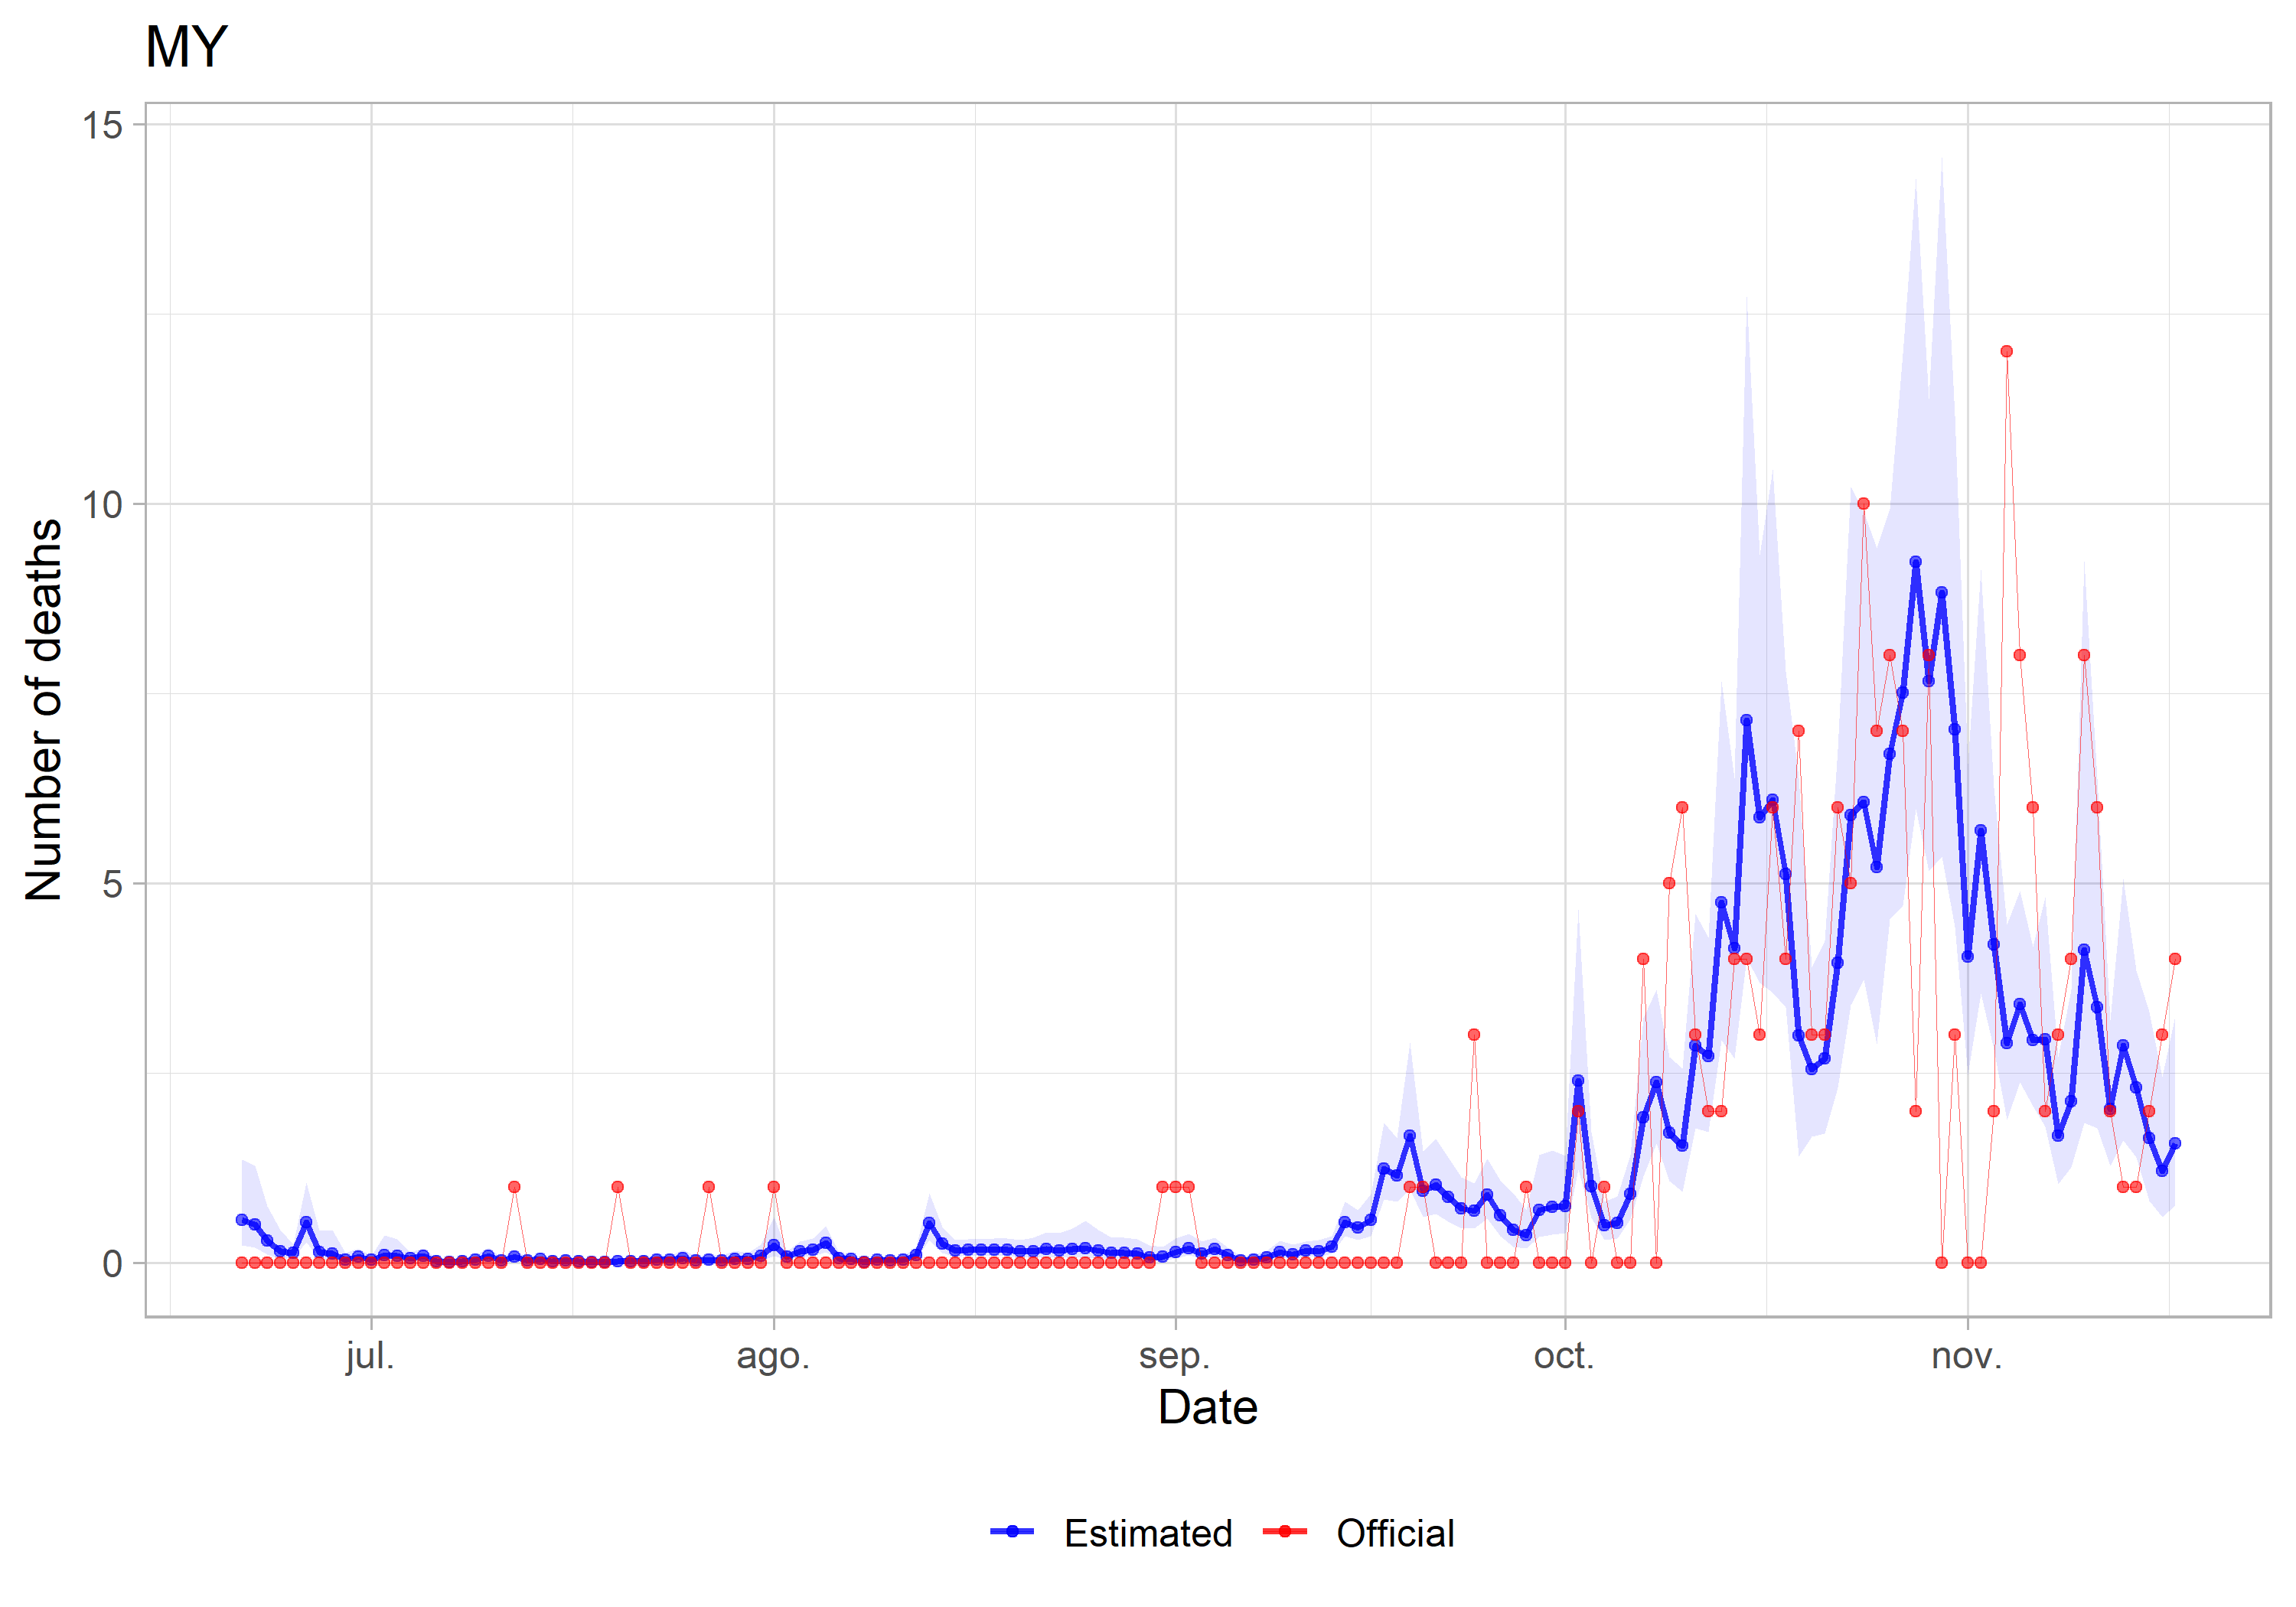 MY
Number of deaths
15
10
5
0
jul.
ago.
sep.
oct.
nov.
Date
Estimated
Official